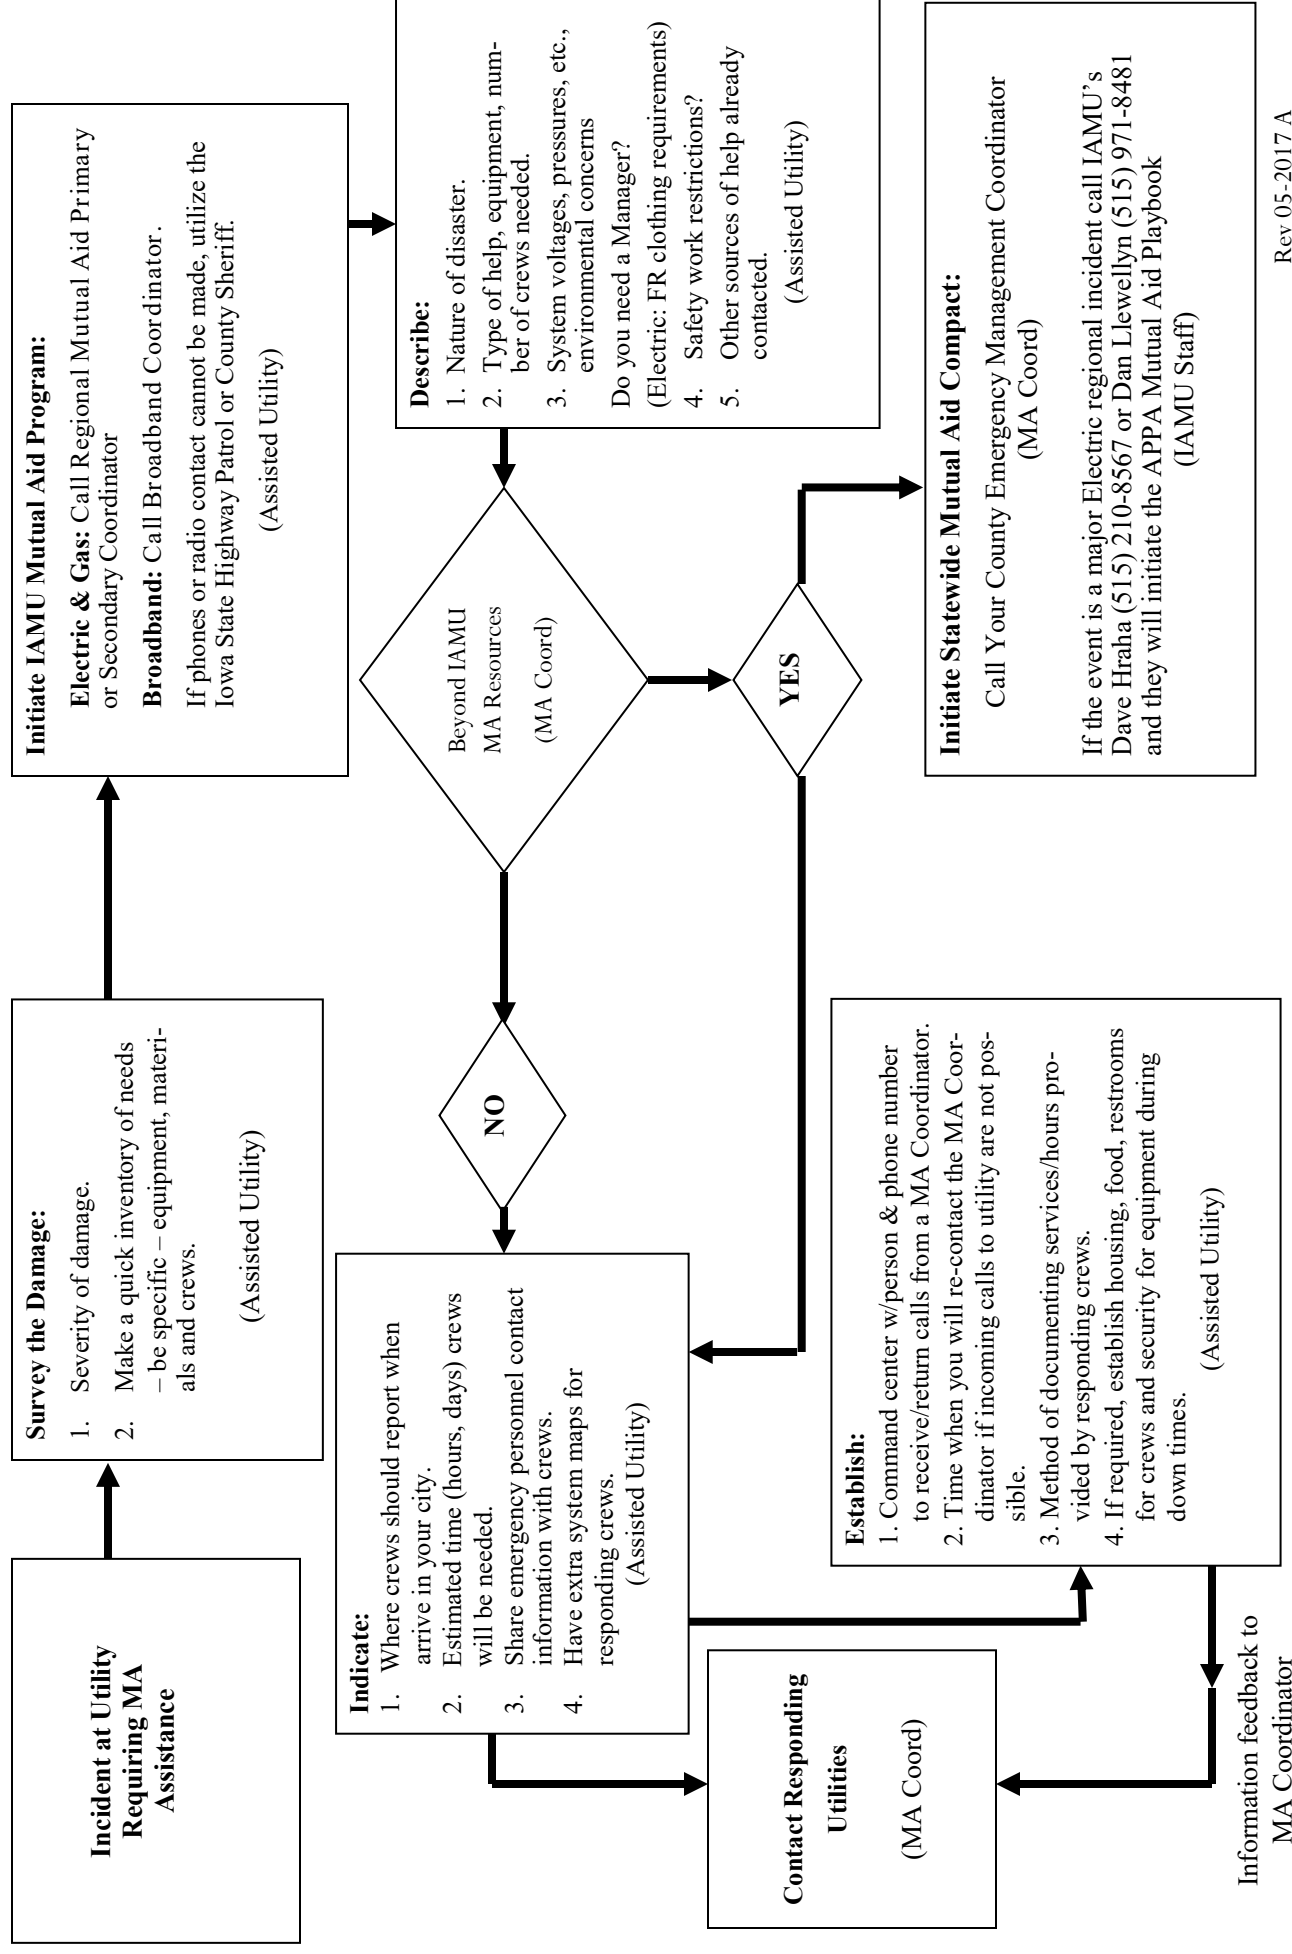 Incident at Utility
Requiring MA
Assistance
Survey the Damage:
1. Severity of damage.
2. Make a quick inventory of needs
– be specific – equipment, materi-
als and crews.
(Assisted Utility)
Initiate IAMU Mutual Aid Program:
Electric & Gas: Call Regional Mutual Aid Primary
or Secondary Coordinator
Broadband: Call Broadband Coordinator.
If phones or radio contact cannot be made, utilize the
Iowa State Highway Patrol or County Sheriff.
(Assisted Utility)
Describe:
1. Nature of disaster.
2. Type of help, equipment, num-
ber of crews needed.
3. System voltages, pressures, etc.,
environmental concerns
Do you need a Manager?
(Electric: FR clothing requirements)
4. Safety work restrictions?
5. Other sources of help already
contacted.
(Assisted Utility)
Beyond IAMU
MA Resources
(MA Coord)
NO
YES
Indicate:
1. Where crews should report when
arrive in your city.
2. Estimated time (hours, days) crews
will be needed.
3. Share emergency personnel contact
information with crews.
4. Have extra system maps for
responding crews.
(Assisted Utility)
Contact Responding
Utilities
(MA Coord)
Establish:
1. Command center w/person & phone number
to receive/return calls from a MA Coordinator.
2. Time when you will re-contact the MA Coor-
dinator if incoming calls to utility are not pos-
sible.
3. Method of documenting services/hours pro-
vided by responding crews.
4. If required, establish housing, food, restrooms
for crews and security for equipment during
down times.
(Assisted Utility)
Initiate Statewide Mutual Aid Compact:
Call Your County Emergency Management Coordinator
(MA Coord)
If the event is a major Electric regional incident call IAMU's
Dave Hraha (515) 210-8567 or Dan Llewellyn (515) 971-8481
and they will initiate the APPA Mutual Aid Playbook
(IAMU Staff)
Information feedback to
MA Coordinator
Rev 05-2017 A